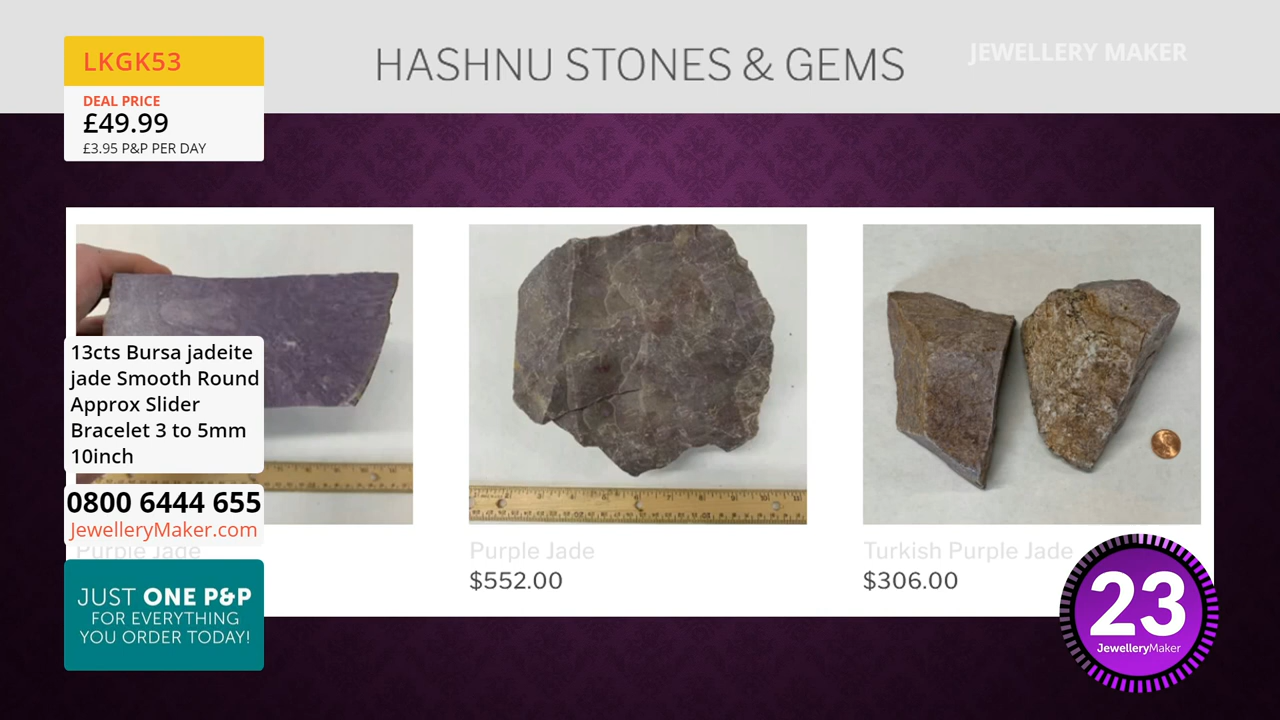 LKGK53
HASHNU STONES & GEMS
JEWELLERY MAKER
DEAL PRICE
£49.99
£3.95 P&P PER DAY
13cts Bursa jadeite
jade Smooth Round
Approx Slider
Bracelet 3 to 5mm
10inch
0800 6444 655
JewelleryMaker.com
Purple Jade
Purple Jade
$552.00
Turkish Purple Jade
$306.00
JUST ONE P&P
FOR EVERYTHING
YOU ORDER TODAY!
23
JewelleryMaker